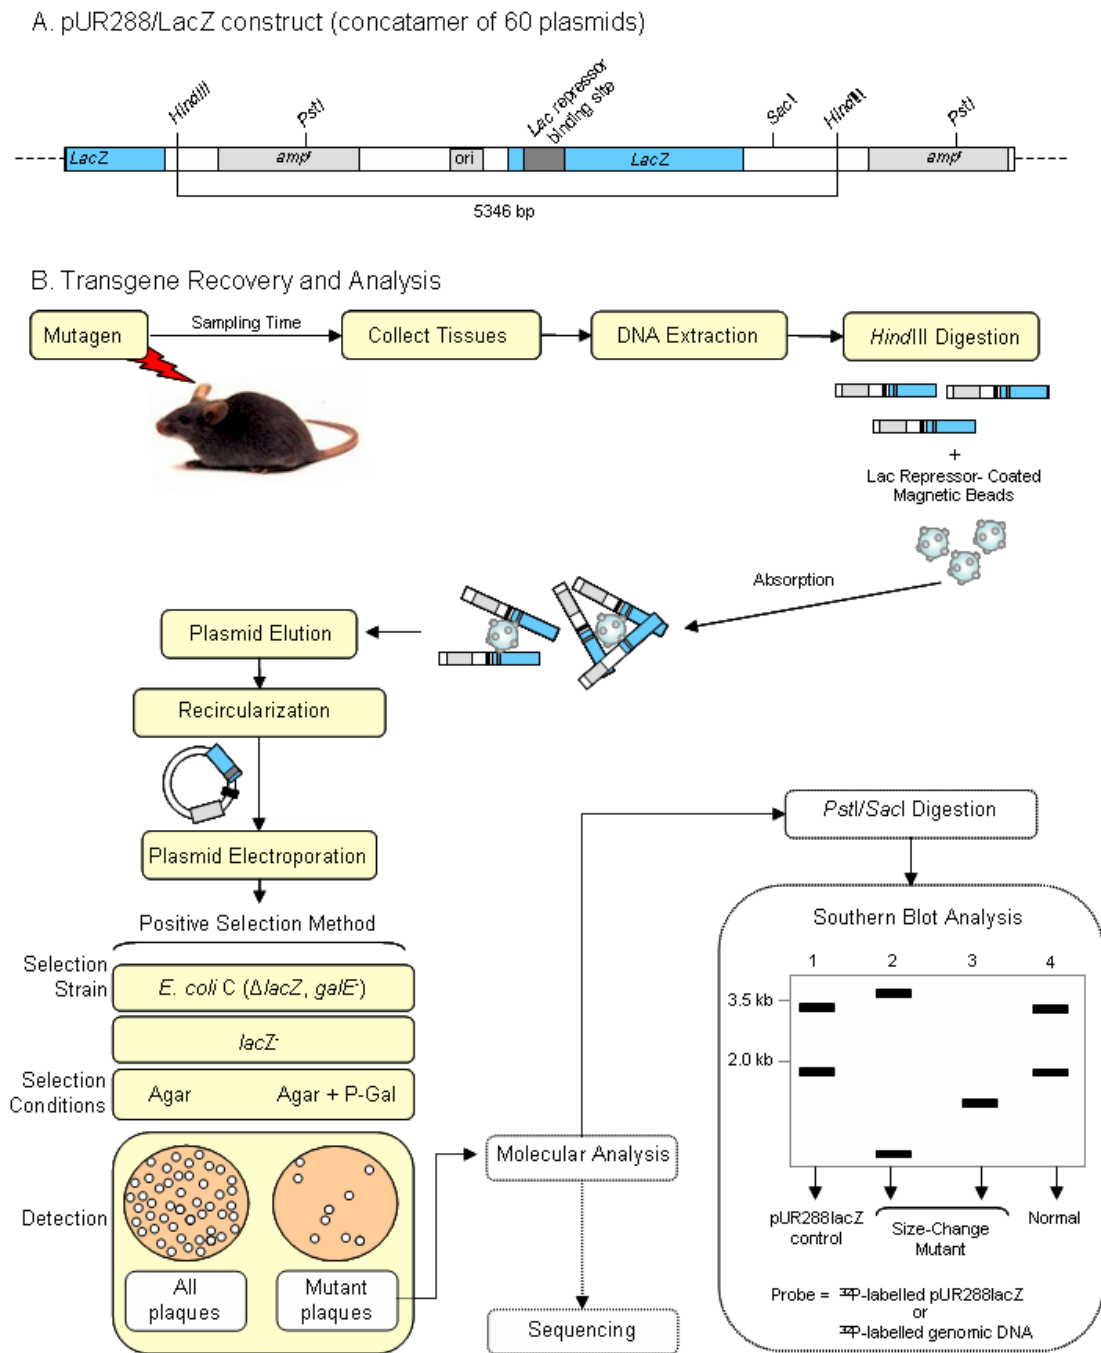 A. pUR288/LacZ construct (concatamer of 60 plasmids)
HindIII
PstI
Lac repressor
binding site
SacI
HindIII
PstI
LacZ
ampr
ori
LacZ
ampr
5346 bp
B. Transgene Recovery and Analysis
Mutagen
Sampling Time
Collect Tissues
DNA Extraction
HindIII Digestion
+
Lac Repressor- Coated
Magnetic Beads
Absorption
Plasmid Elution
Recircularization
Plasmid Electroporation
PstI/SacI Digestion
Positive Selection Method
Selection
Strain
E. coli C (ΔlacZ, galE-)
lacZ-
Selection
Conditions
Agar
Agar + P-Gal
Detection
All
plaques
Mutant
plaques
Molecular Analysis
Sequencing
Southern Blot Analysis
1 2 3 4
3.5 kb
2.0 kb
pUR288lacZ
control
Size-Change
Mutant
Normal
Probe = 32P-labelled pUR288lacZ
or
32P-labelled genomic DNA